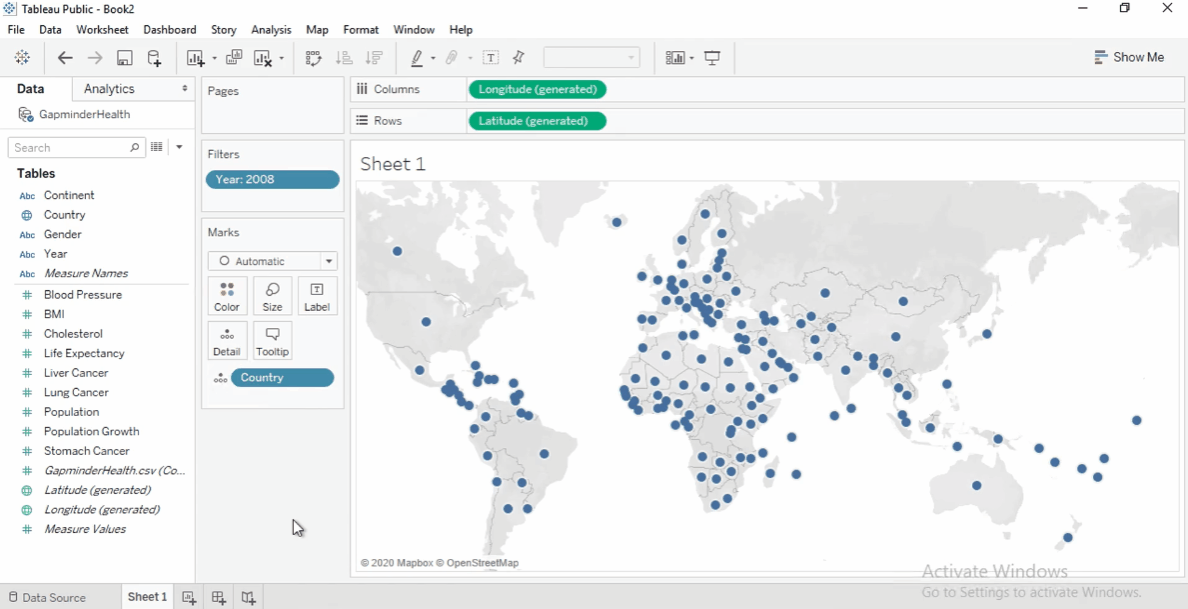 Tableau Public - Book2
File Data Worksheet Dashboard Story Analysis Map Format Window Help
Show Me
Data Analytics
GapminderHealth
Search
Tables
Abc Continent
Country
Abc Gender
Abc Year
Abc Measure Names
# Blood Pressure
# BMI
# Cholesterol
# Life Expectancy
# Liver Cancer
# Lung Cancer
# Population
# Population Growth
# Stomach Cancer
# GapminderHealth.csv (Co...
Latitude (generated)
Longitude (generated)
# Measure Values
Pages
Filters
Year: 2008
Marks
Automatic
Color Size Label
Detail Tooltip
Country
Columns Longitude (generated)
Rows Latitude (generated)
Sheet 1
© 2020 Mapbox © OpenStreetMap
Activate Windows
Go to Settings to activate Windows.
Data Source Sheet 1